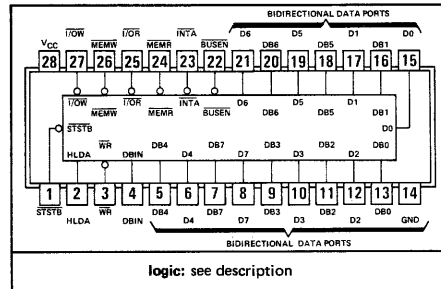 BIDIRECTIONAL DATA PORTS
I/OW I/OR INTA D6 D5 D1 D0
VCC MEMW MEMR BUSEN DB6 DB5 DB1
28 27 26 25 24 23 22 21 20 19 18 17 16 15
I/OW I/OR INTA D6 D5 D1
MEMW MEMR BUSEN DB6 DB5 DB1
STSTB D0
WR DB4 DB7 DB3 DB2 DB0
HLDA DBIN D4 D7 D3 D2
1 2 3 4 5 6 7 8 9 10 11 12 13 14
STSTB WR DB4 DB7 DB3 DB2 DB0
HLDA DBIN D4 D7 D3 D2 GND
BIDIRECTIONAL DATA PORTS
logic: see description